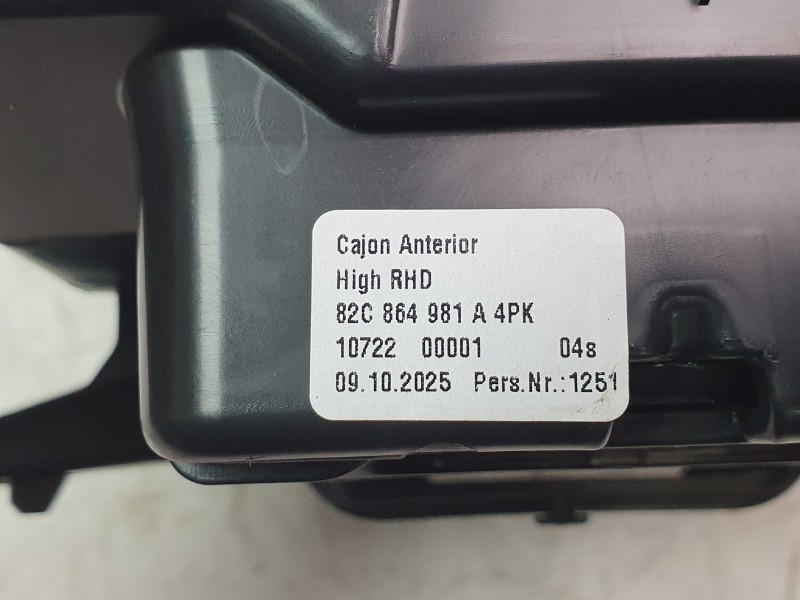 Cajon Anterior
High RHD
82C 864 981 A 4PK
10722 00001 04s
09.10.2025 Pers.Nr.:1251